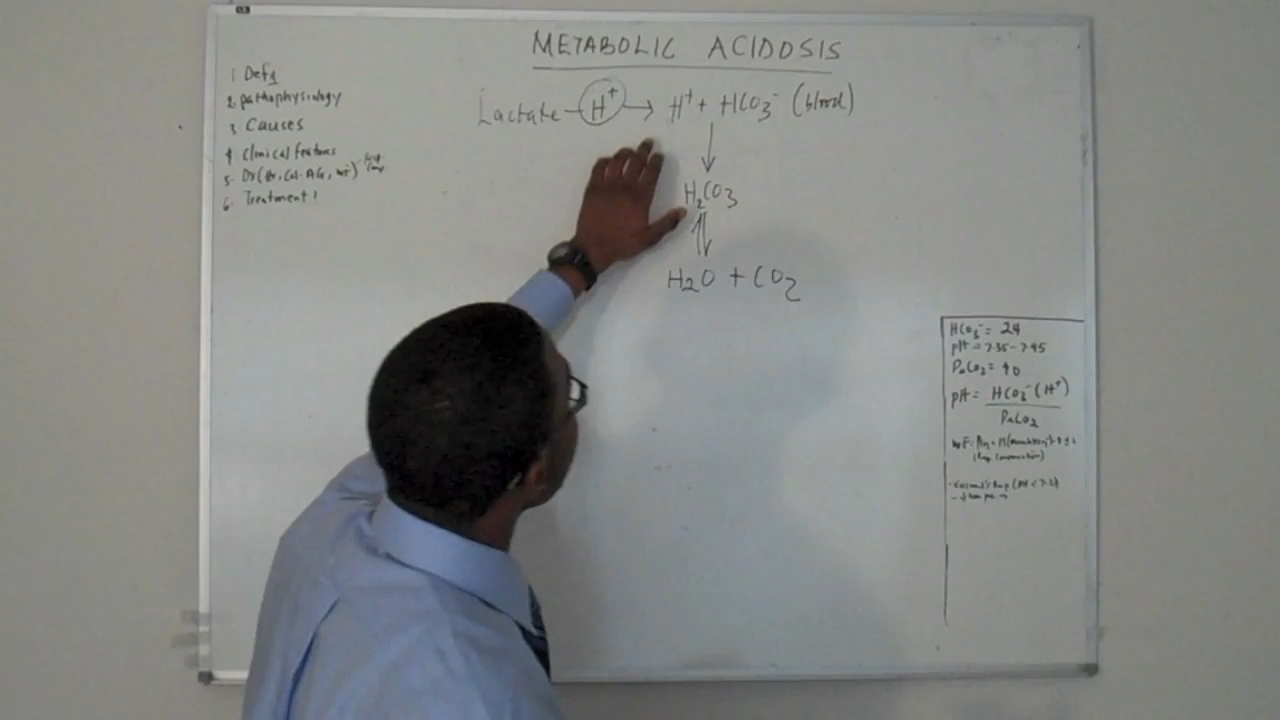 METABOLIC ACIDOSIS
1 Defn
2. pathophysiology
3 Causes
4 Clinical features
5.
6. Treatment
Lactate – H⁺ → H⁺ + HCO₃⁻ (blood)
↓
H₂CO₃
⇌
H₂O + CO₂
HCO₃⁻ = 24
pH = 7.35 - 7.45
PaCO₂ = 40
pH = HCO₃⁻ (H⁺)
PaCO₂